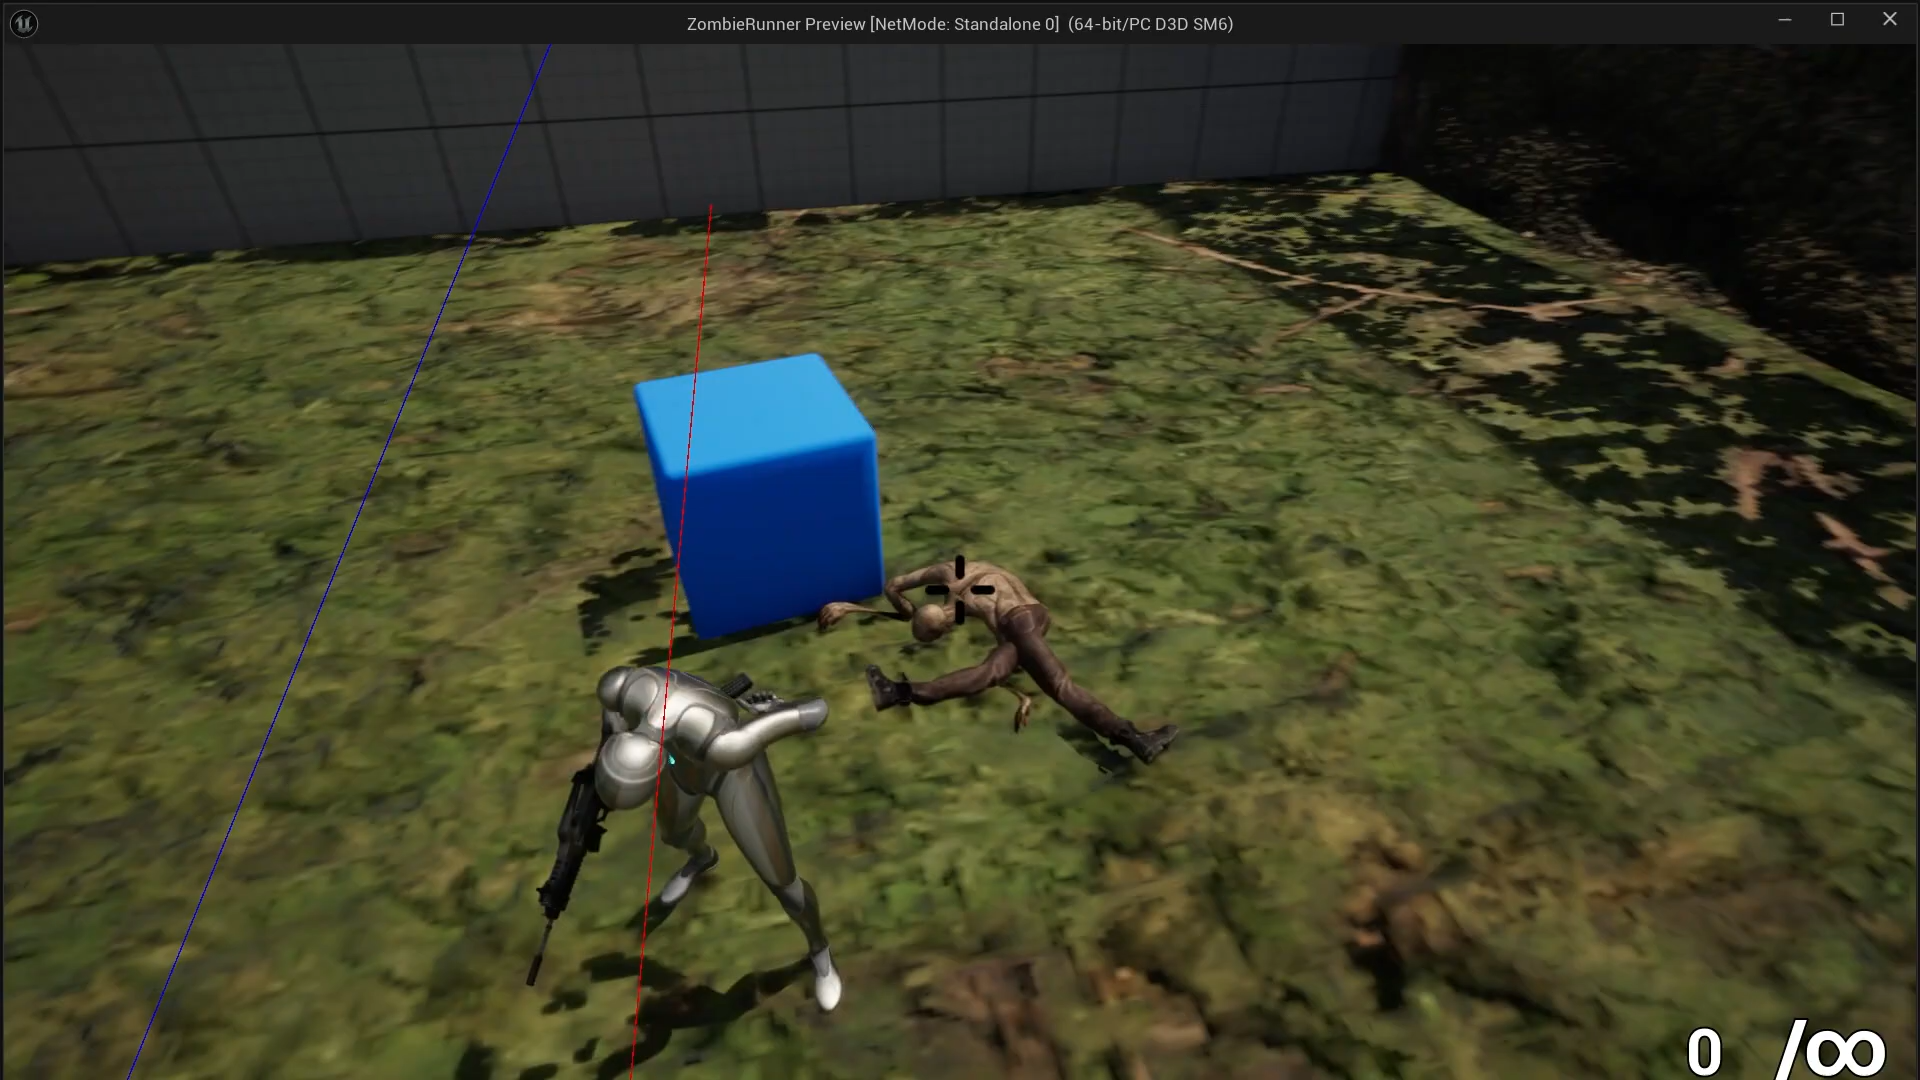 ZombieRunner Preview [NetMode: Standalone 0] (64-bit/PC D3D SM6)
0 /∞